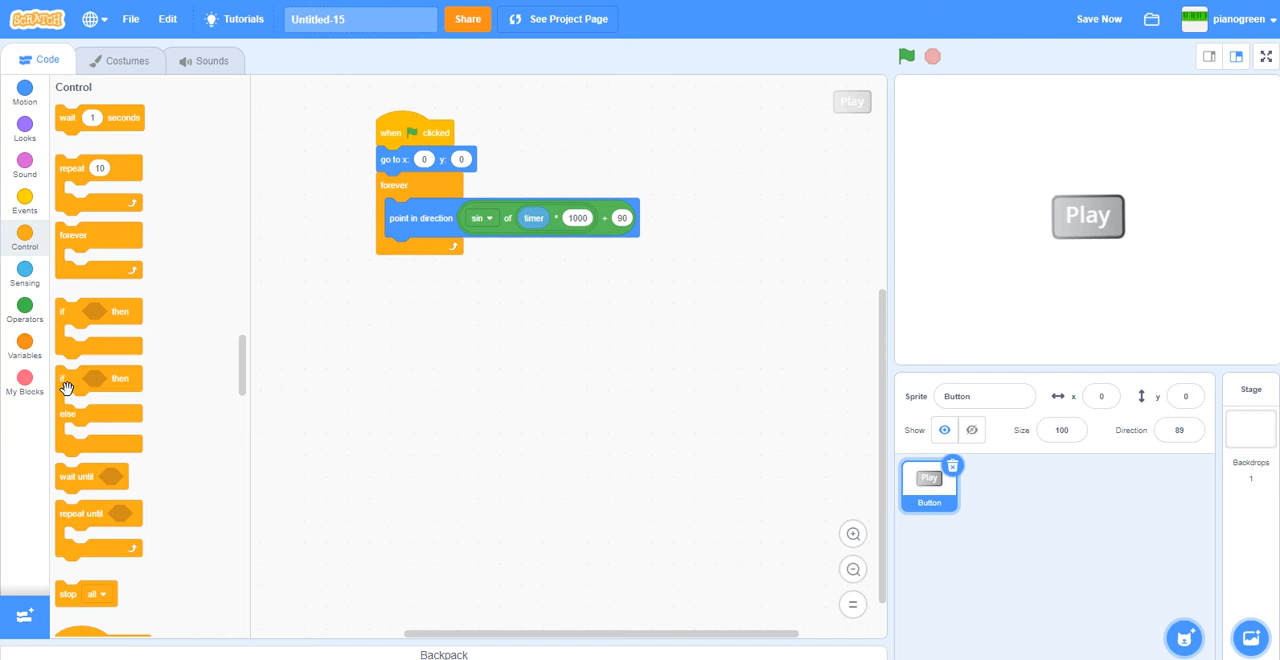 SCRATCH File Edit Tutorials Untitled-15 Share See Project Page Save Now pianogreen
Code Costumes Sounds
Motion
Looks
Sound
Events
Control
Sensing
Operators
Variables
My Blocks
Control
wait 1 seconds
repeat 10
forever
if then
if then
else
wait until
repeat until
stop all
when clicked
go to x: 0 y: 0
forever
point in direction sin of timer * 1000 + 90
Play
Play
Sprite Button x 0 y 0
Show Size 100 Direction 89
Play
Button
Stage
Backdrops
1
Backpack